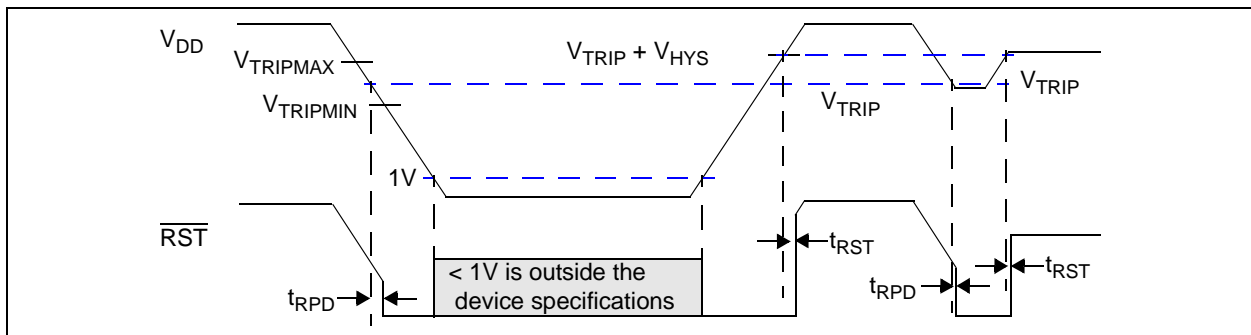 VDD
VTRIPMAX
VTRIP + VHYS
VTRIPMIN
VTRIP
VTRIP
1V
RST
tRST
tRST
< 1V is outside the
device specifications
tRPD
tRPD